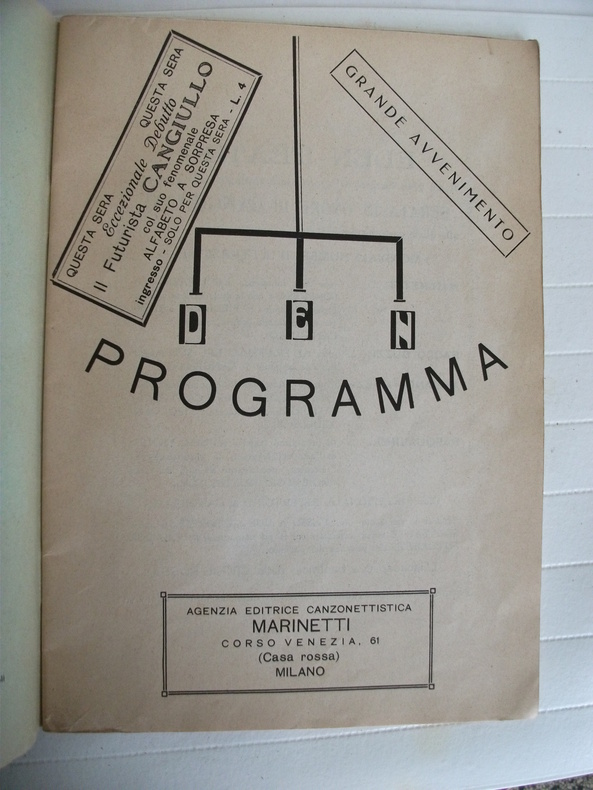 QUESTA SERA QUESTA SERA
Eccezionale Debutto
Il Futurista CANGIULLO
col suo fenomenale
ALFABETO A SORPRESA
ingresso - SOLO PER QUESTA SERA - L. 4
GRANDE AVVENIMENTO
D E N
PROGRAMMA
AGENZIA EDITRICE CANZONETTISTICA
MARINETTI
CORSO VENEZIA, 61
(Casa rossa)
MILANO